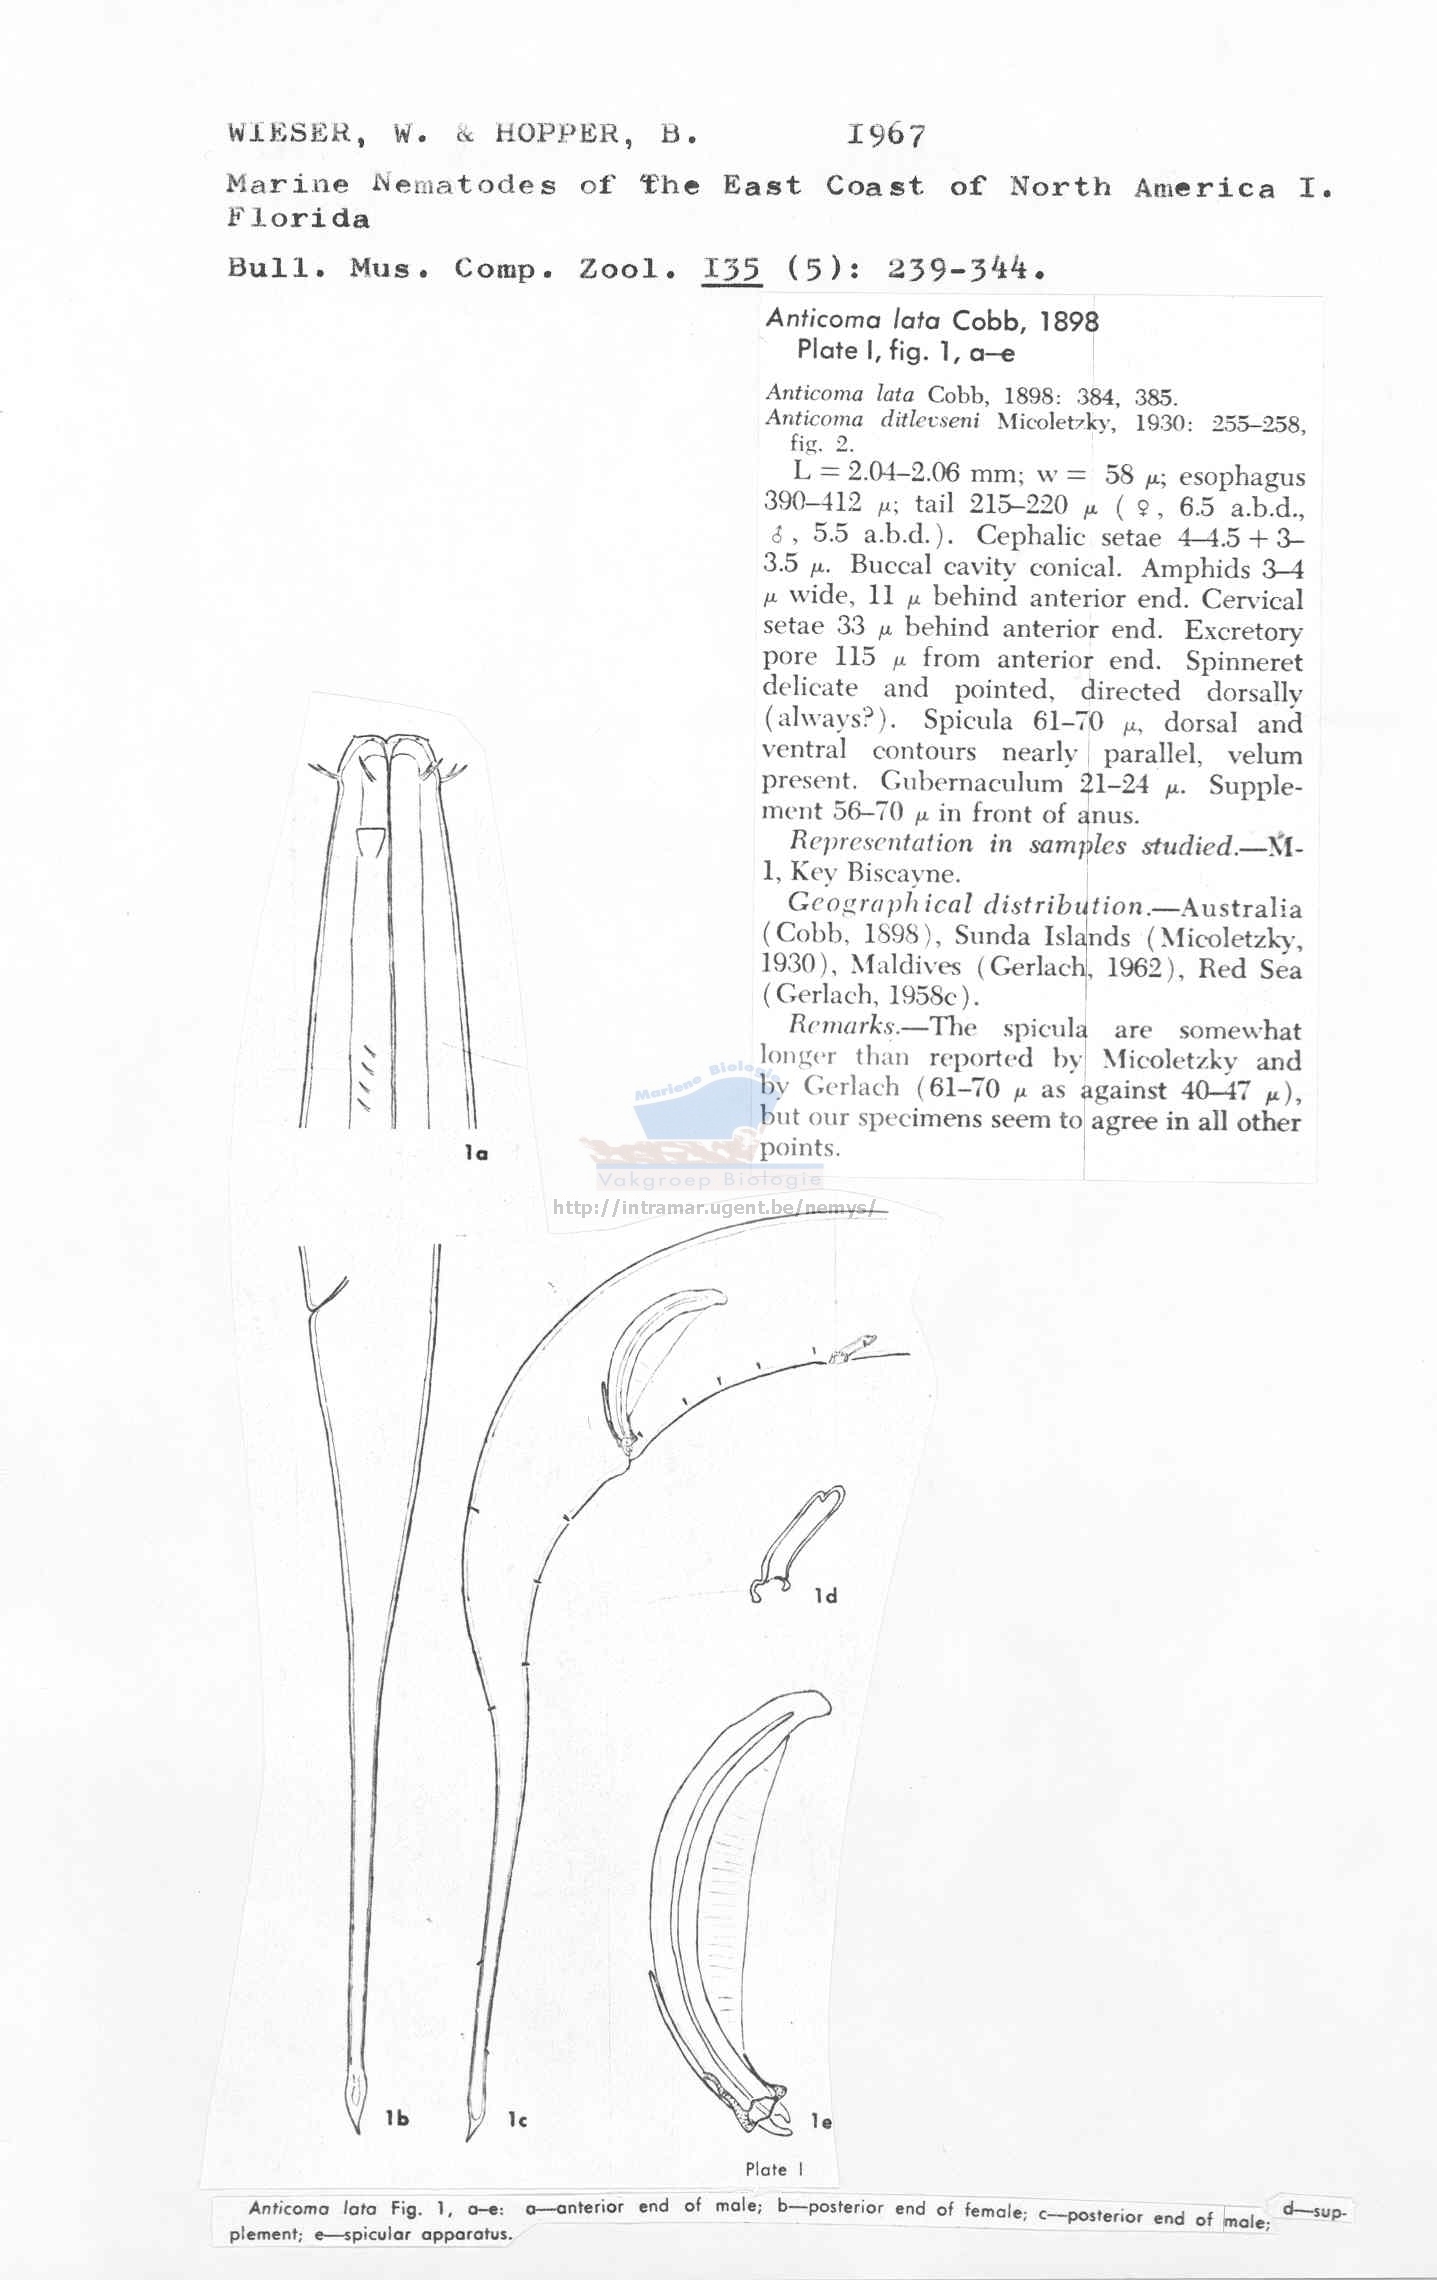 WIESER, W. & HOPPER, B. 1967
Marine Nematodes of the East Coast of North America I.
Florida
Bull. Mus. Comp. Zool. I35 (5): 239-344.
Anticoma lata Cobb, 1898
Plate I, fig. 1, a–e
Anticoma lata Cobb, 1898: 384, 385.
Anticoma ditlevseni Micoletzky, 1930: 255–258,
fig. 2.
L = 2.04–2.06 mm; w = 58 μ; esophagus
390–412 μ; tail 215–220 μ ( ♀, 6.5 a.b.d.,
♂, 5.5 a.b.d.). Cephalic setae 4–4.5 + 3–
3.5 μ. Buccal cavity conical. Amphids 3–4
μ wide, 11 μ behind anterior end. Cervical
setae 33 μ behind anterior end. Excretory
pore 115 μ from anterior end. Spinneret
delicate and pointed, directed dorsally
(always?). Spicula 61–70 μ, dorsal and
ventral contours nearly parallel, velum
present. Gubernaculum 21–24 μ. Supple-
ment 56–70 μ in front of anus.
Representation in samples studied.—M-
1, Key Biscayne.
Geographical distribution.—Australia
(Cobb, 1898), Sunda Islands (Micoletzky,
1930), Maldives (Gerlach, 1962), Red Sea
(Gerlach, 1958c).
Remarks.—The spicula are somewhat
longer than reported by Micoletzky and
by Gerlach (61–70 μ as against 40–47 μ),
but our specimens seem to agree in all other
points.
Mariene Biologie
Vakgroep Biologie
http://intramar.ugent.be/nemys/
1a
1d
1b
1c
1e
Plate I
Anticoma lata Fig. 1, a–e: a—anterior end of male; b—posterior end of female; c—posterior end of male; d—sup-
plement; e—spicular apparatus.